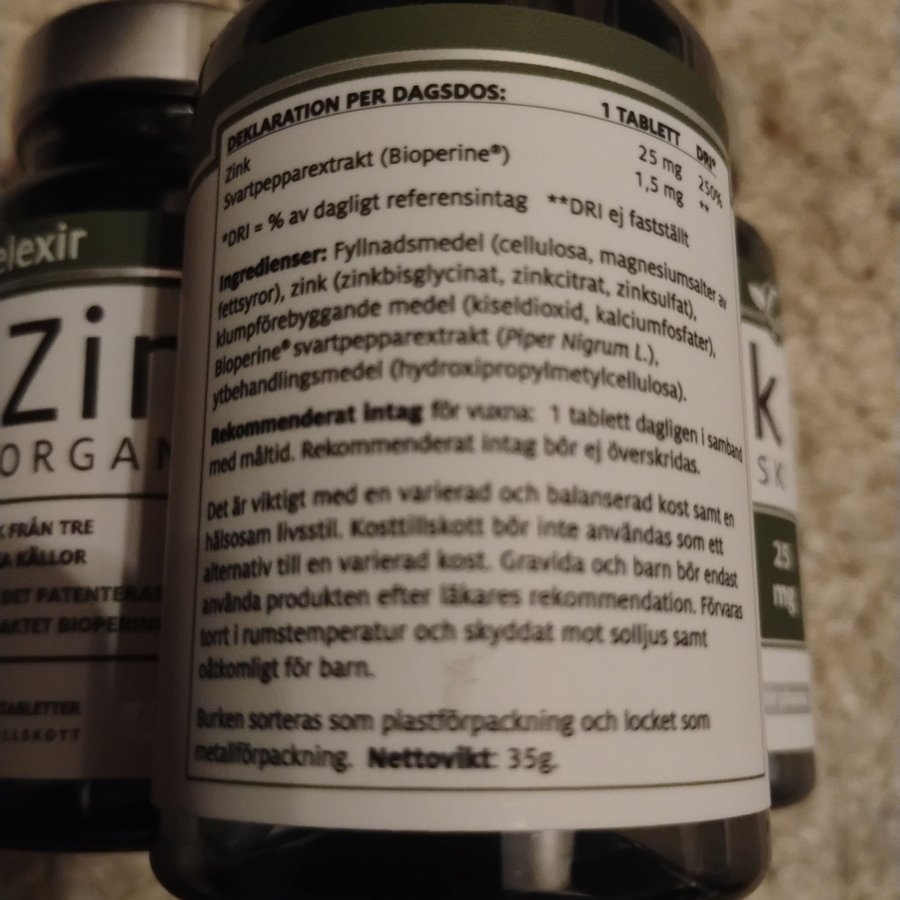 DEKLARATION PER DAGSDOS: 1 TABLETT DRI*
Zink 25 mg 250%
Svartpepparextrakt (Bioperine®) 1,5 mg **
*DRI = % av dagligt referensintag **DRI ej fastställt
Ingredienser: Fyllnadsmedel (cellulosa, magnesiumsalter av
fettsyror), zink (zinkbisglycinat, zinkcitrat, zinksulfat),
klumpförebyggande medel (kiseldioxid, kalciumfosfater),
Bioperine® svartpepparextrakt (Piper Nigrum L.),
ytbehandlingsmedel (hydroxipropylmetylcellulosa).
Rekommenderat intag för vuxna: 1 tablett dagligen i samband
med måltid. Rekommenderat intag bör ej överskridas.
Det är viktigt med en varierad och balanserad kost samt en
hälsosam livsstil. Kosttillskott bör inte användas som ett
alternativ till en varierad kost. Gravida och barn bör endast
använda produkten efter läkares rekommendation. Förvaras
torrt i rumstemperatur och skyddat mot solljus samt
oåtkomligt för barn.
Burken sorteras som plastförpackning och locket som
metallförpackning. Nettovikt: 35g.
elexir
Zin
ORGAN
K FRÅN TRE
A KÄLLOR
DET PATENTERA
AKTET BIOPERIN
TABLETTER
LLSKOTT
k
SK
25
mg